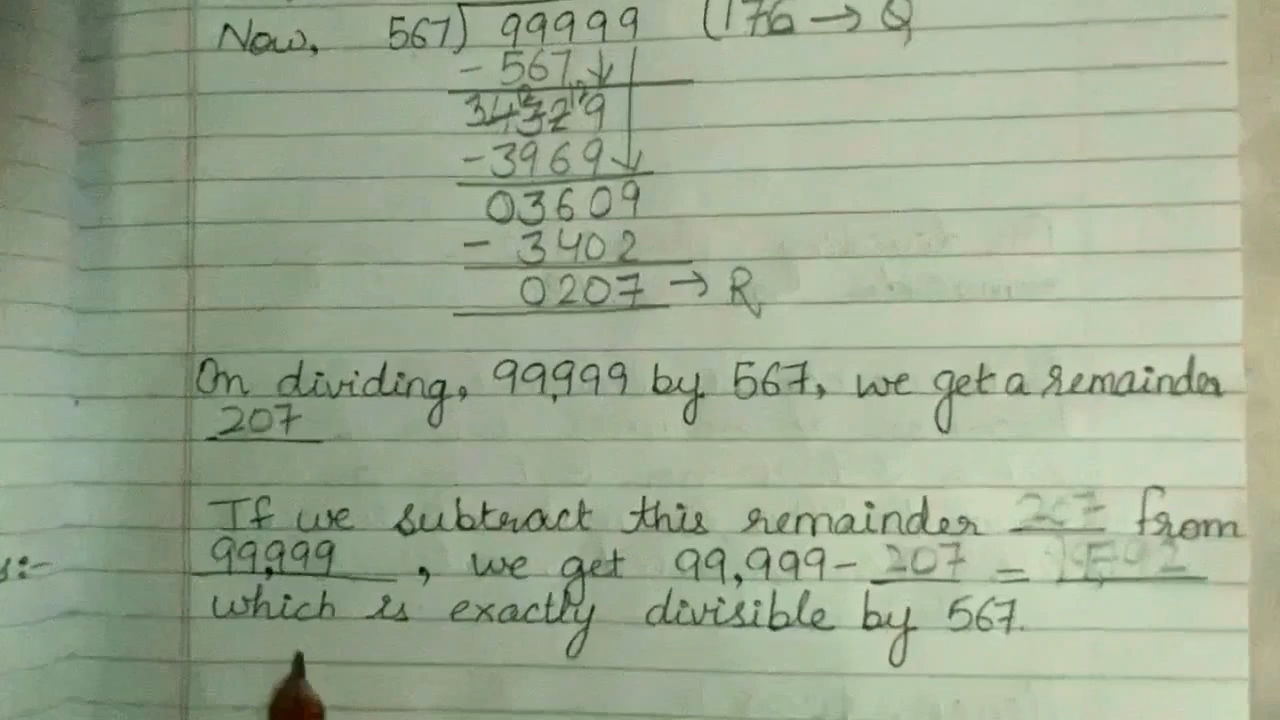 Now, 567) 99999 (176 → Q
- 567
34329
- 3969
03609
- 3402
0207 → R
On dividing, 99,999 by 567, we get a remainder
207
If we subtract this remainder 207 from
99,999, we get 99,999 - 207 =
which is exactly divisible by 567.